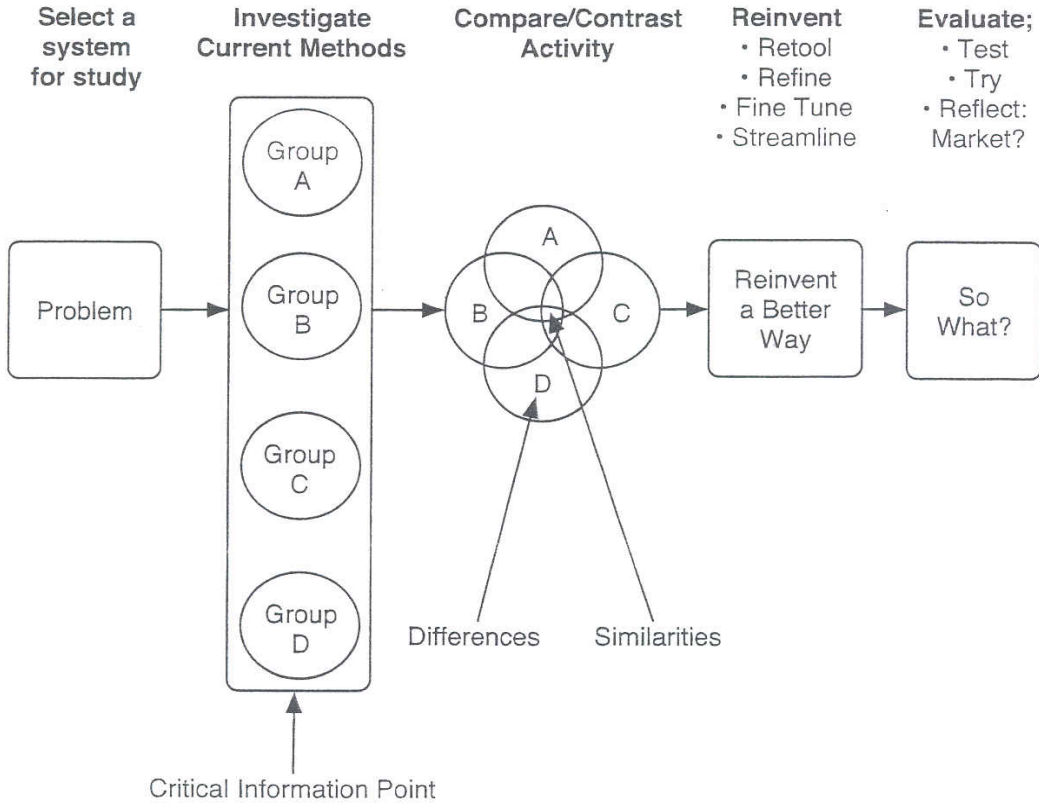 Select a
system
for study
Investigate
Current Methods
Compare/Contrast
Activity
Reinvent
• Retool
• Refine
• Fine Tune
• Streamline
Evaluate;
• Test
• Try
• Reflect:
Market?
Problem
Group
A
Group
B
Group
C
Group
D
A
B
C
D
Reinvent
a Better
Way
So
What?
Differences
Similarities
Critical Information Point